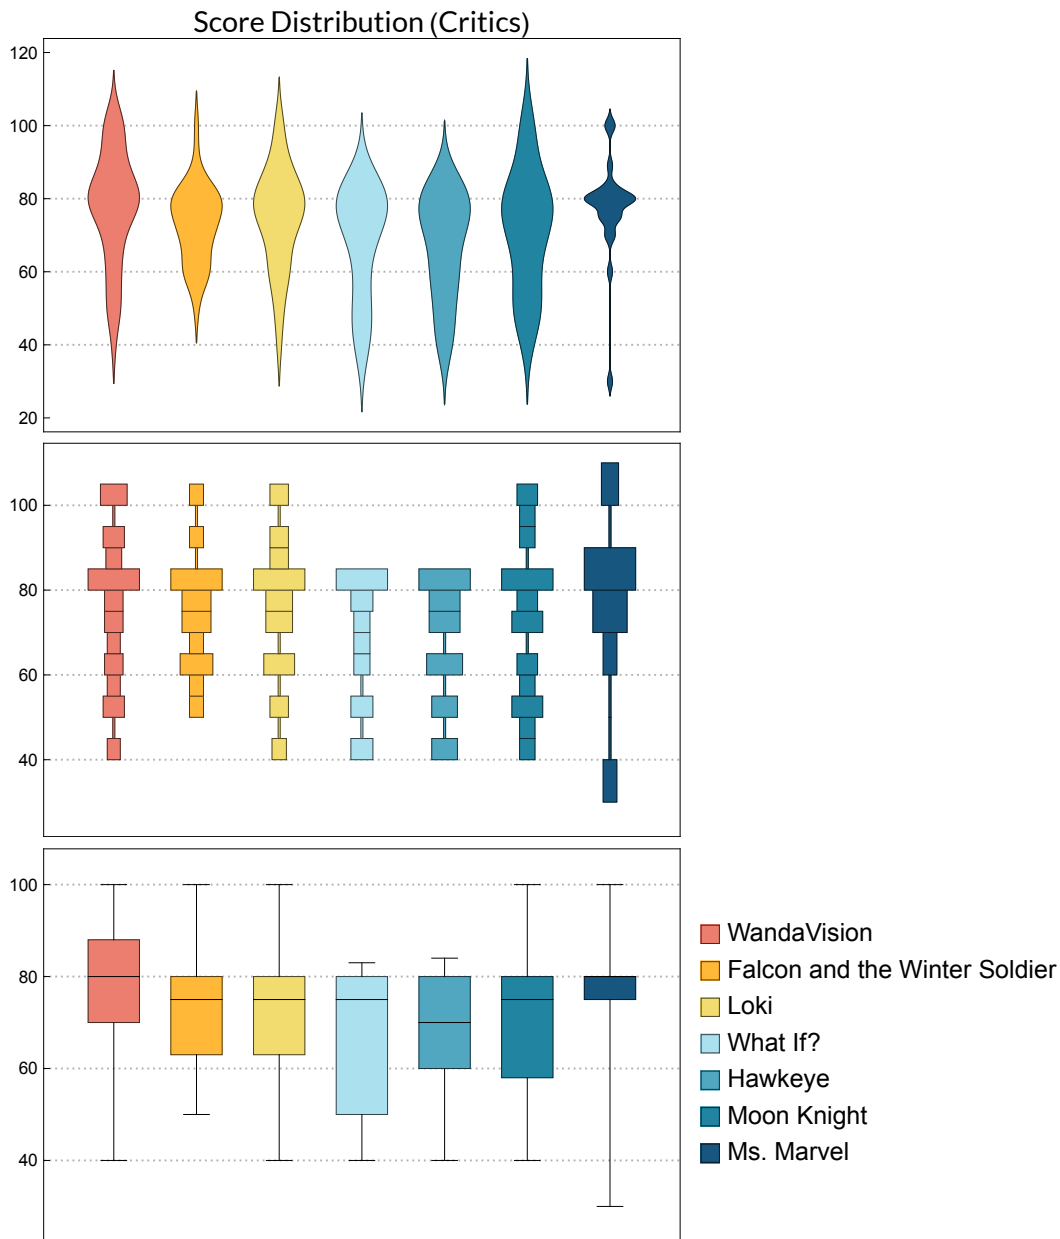 Score Distribution (Critics)
120
100
80
60
40
20
100
80
60
40
100
80
60
40
WandaVision
Falcon and the Winter Soldier
Loki
What If?
Hawkeye
Moon Knight
Ms. Marvel